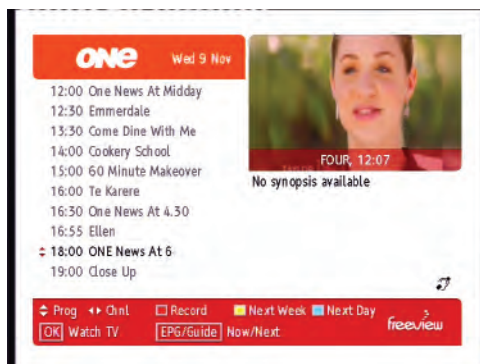 ONE Wed 9 Nov
12:00 One News At Midday
12:30 Emmerdale
13:30 Come Dine With Me
14:00 Cookery School
15:00 60 Minute Makeover
16:00 Te Karere
16:30 One News At 4.30
16:55 Ellen
18:00 ONE News At 6
19:00 Close Up
FOUR, 12:07
No synopsis available
Prog Chnl Record Next Week Next Day
OK Watch TV EPG/Guide Now/Next
freeview